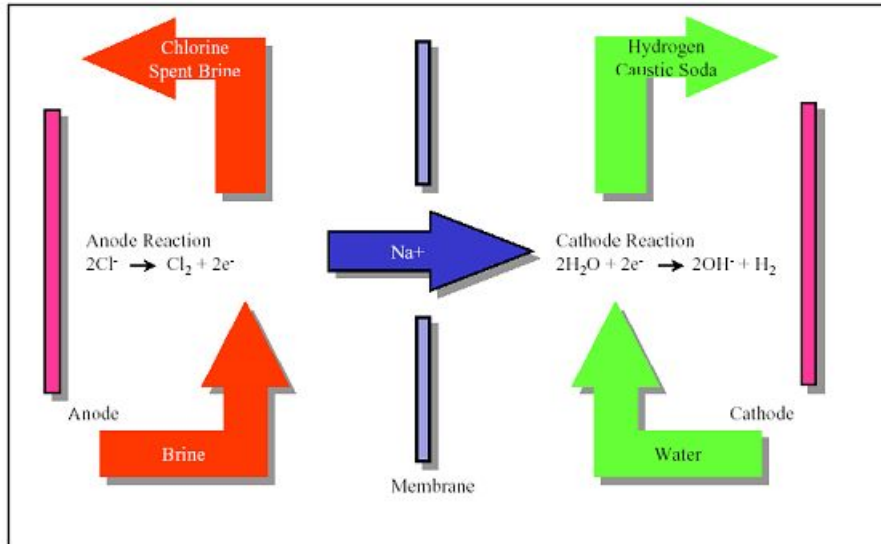 Chlorine
Spent Brine
Hydrogen
Caustic Soda
Anode Reaction
2Cl⁻ → Cl₂ + 2e⁻
Na+
Cathode Reaction
2H₂O + 2e⁻ → 2OH⁻ + H₂
Anode
Cathode
Brine
Water
Membrane